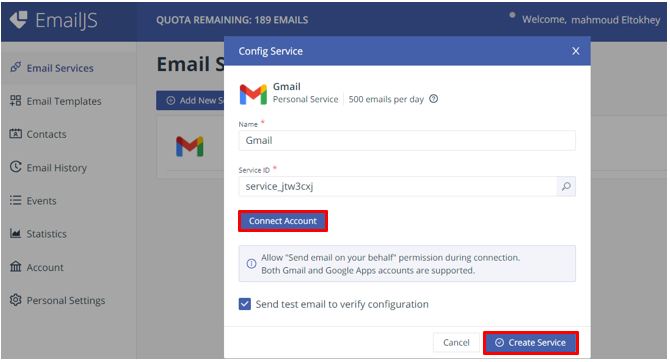 EmailJS
QUOTA REMAINING: 189 EMAILS
Welcome, mahmoud Eltokhey
Email Services
Email Templates
Contacts
Email History
Events
Statistics
Account
Personal Settings
Email S
Add New S
Config Service
X
Gmail
Personal Service
500 emails per day
Name *
Gmail
Service ID *
service_jtw3cxj
Connect Account
Allow "Send email on your behalf" permission during connection.
Both Gmail and Google Apps accounts are supported.
Send test email to verify configuration
Cancel
Create Service